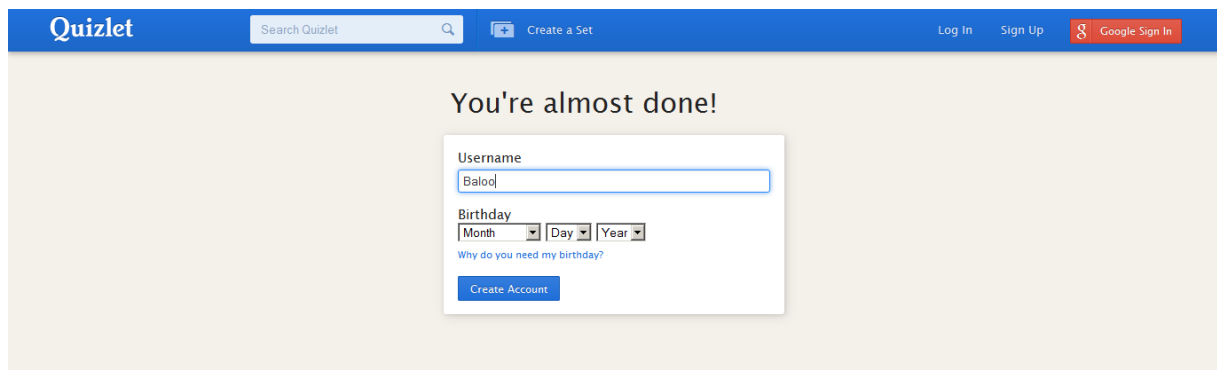 Quizlet Search Quizlet Create a Set Log In Sign Up g Google Sign In
You're almost done!
Username
Baloo
Birthday
Month Day Year
Why do you need my birthday?
Create Account